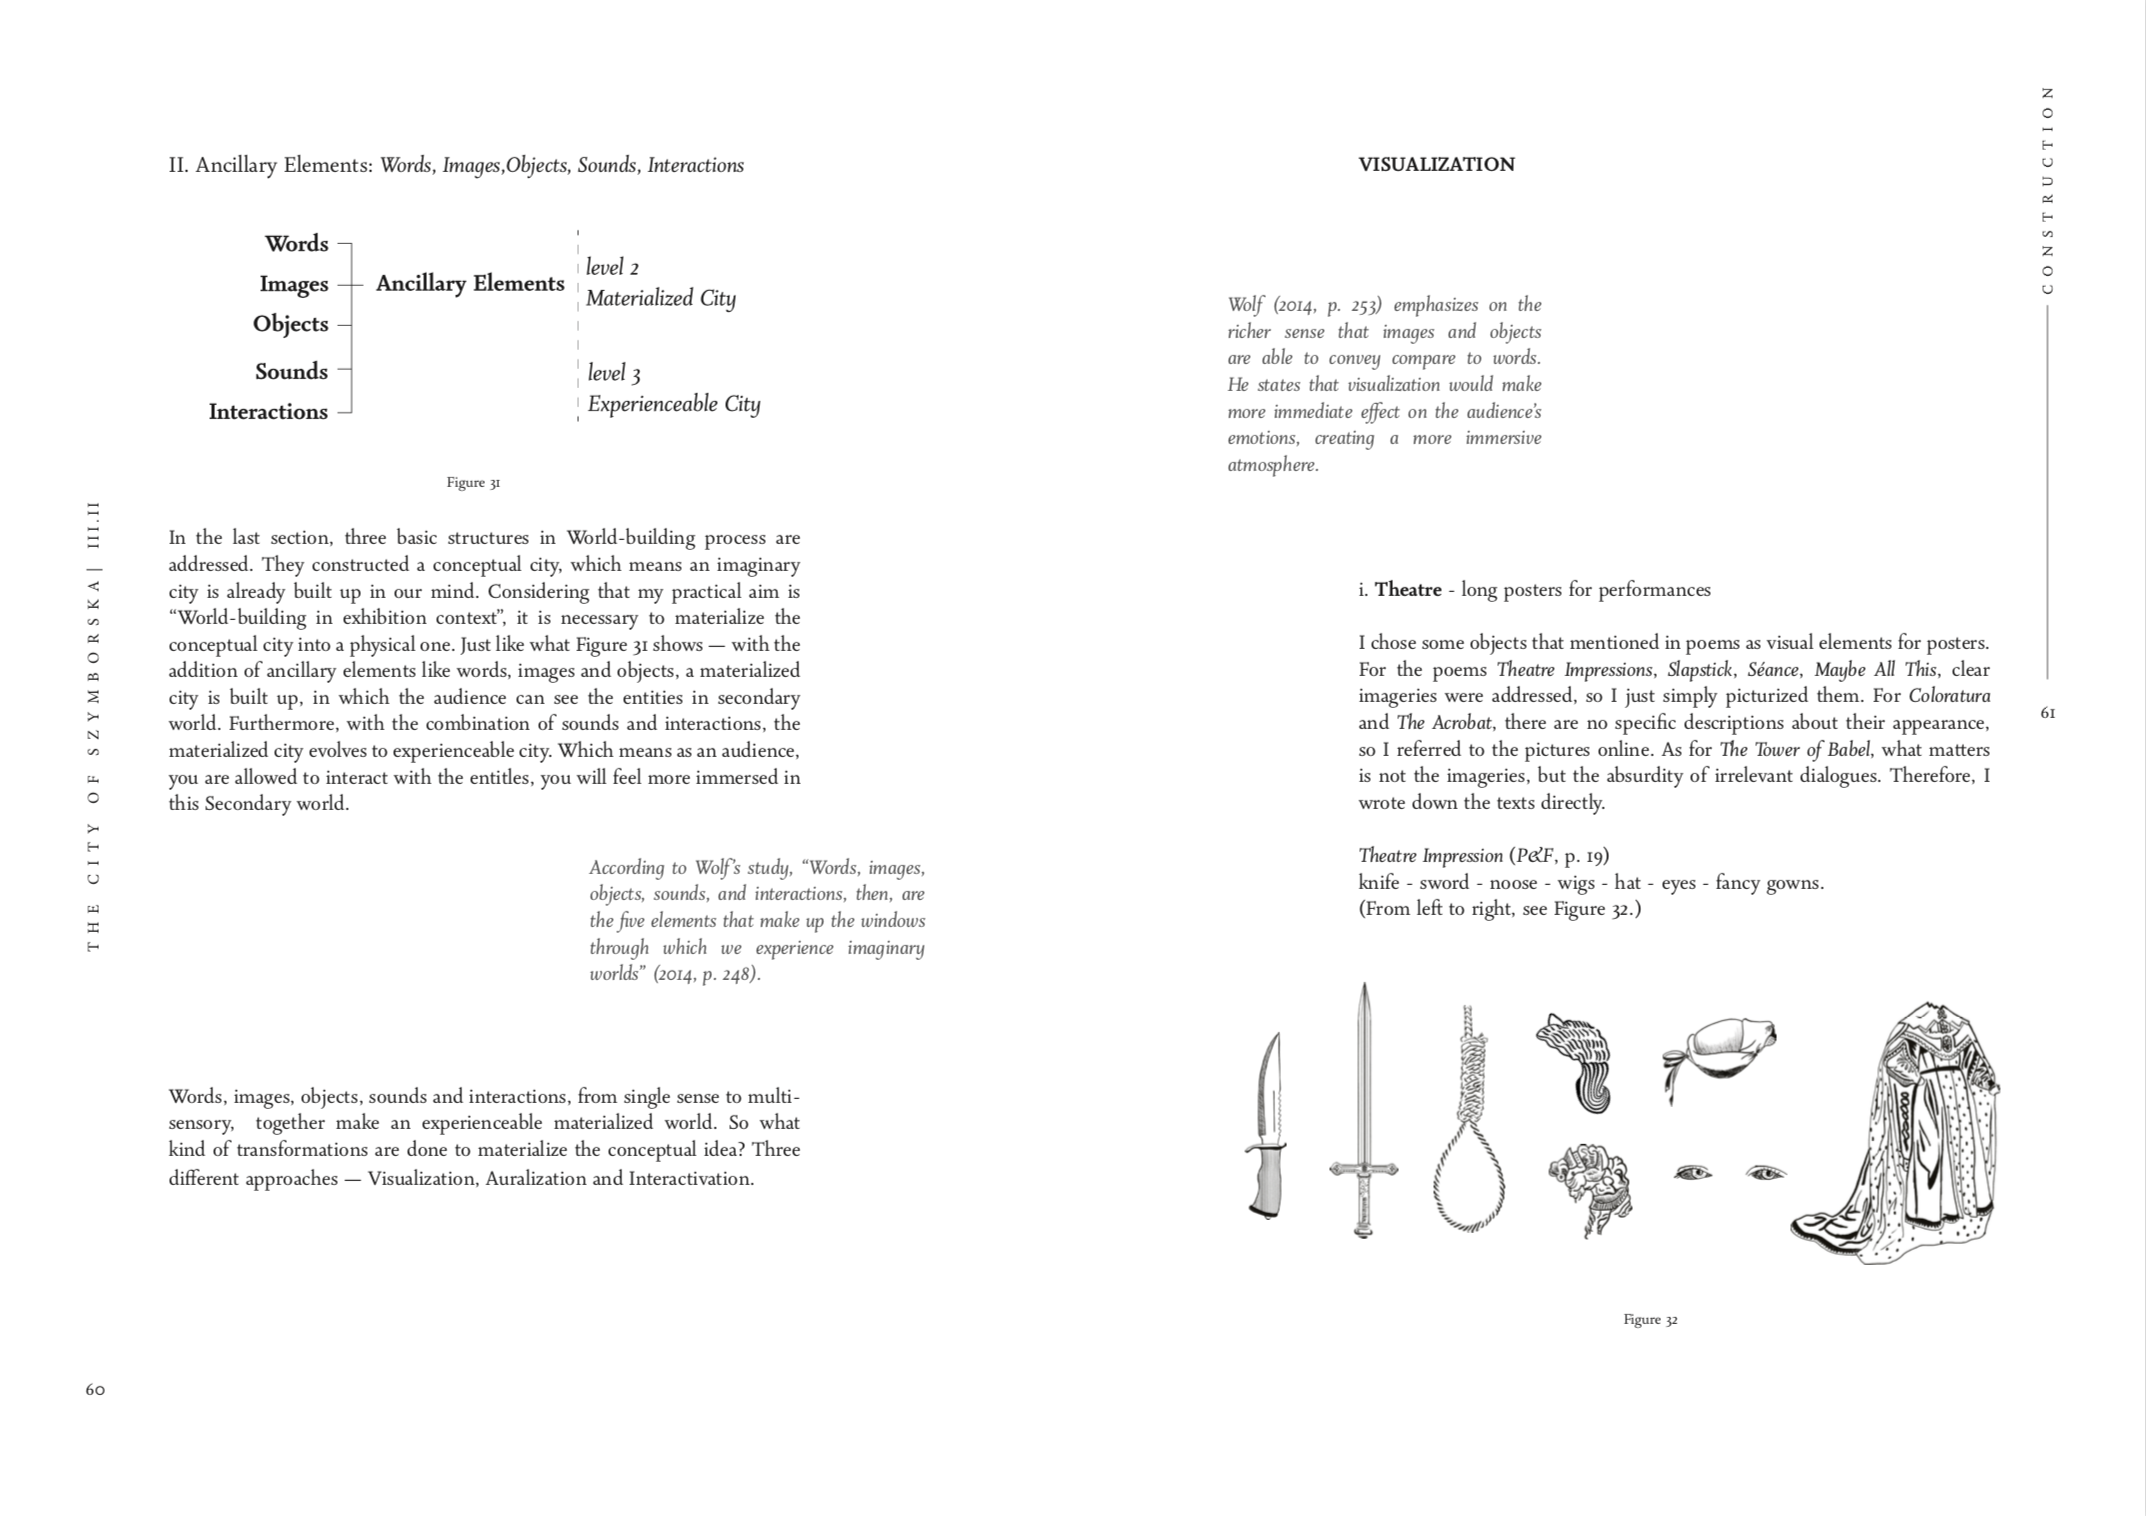 II. Ancillary Elements: Words, Images,Objects, Sounds, Interactions
Words
Images
Objects
Sounds
Interactions
Ancillary Elements
level 2
Materialized City
level 3
Experienceable City
Figure 31
In the last section, three basic structures in World-building process are
addressed. They constructed a conceptual city, which means an imaginary
city is already built up in our mind. Considering that my practical aim is
“World-building in exhibition context”, it is necessary to materialize the
conceptual city into a physical one. Just like what Figure 31 shows — with the
addition of ancillary elements like words, images and objects, a materialized
city is built up, in which the audience can see the entities in secondary
world. Furthermore, with the combination of sounds and interactions, the
materialized city evolves to experienceable city. Which means as an audience,
you are allowed to interact with the entitles, you will feel more immersed in
this Secondary world.
According to Wolf’s study, “Words, images,
objects, sounds, and interactions, then, are
the five elements that make up the windows
through which we experience imaginary
worlds” (2014, p. 248).
Words, images, objects, sounds and interactions, from single sense to multi-
sensory, together make an experienceable materialized world. So what
kind of transformations are done to materialize the conceptual idea? Three
different approaches — Visualization, Auralization and Interactivation.
THE CITY OF SZYMBORSKA | III.II
60
VISUALIZATION
Wolf (2014, p. 253) emphasizes on the
richer sense that images and objects
are able to convey compare to words.
He states that visualization would make
more immediate effect on the audience’s
emotions, creating a more immersive
atmosphere.
i. Theatre - long posters for performances
I chose some objects that mentioned in poems as visual elements for posters.
For the poems Theatre Impressions, Slapstick, Séance, Maybe All This, clear
imageries were addressed, so I just simply picturized them. For Coloratura
and The Acrobat, there are no specific descriptions about their appearance,
so I referred to the pictures online. As for The Tower of Babel, what matters
is not the imageries, but the absurdity of irrelevant dialogues. Therefore, I
wrote down the texts directly.
Theatre Impression (P&F, p. 19)
knife - sword - noose - wigs - hat - eyes - fancy gowns.
(From left to right, see Figure 32.)
Figure 32
CONSTRUCTION
61